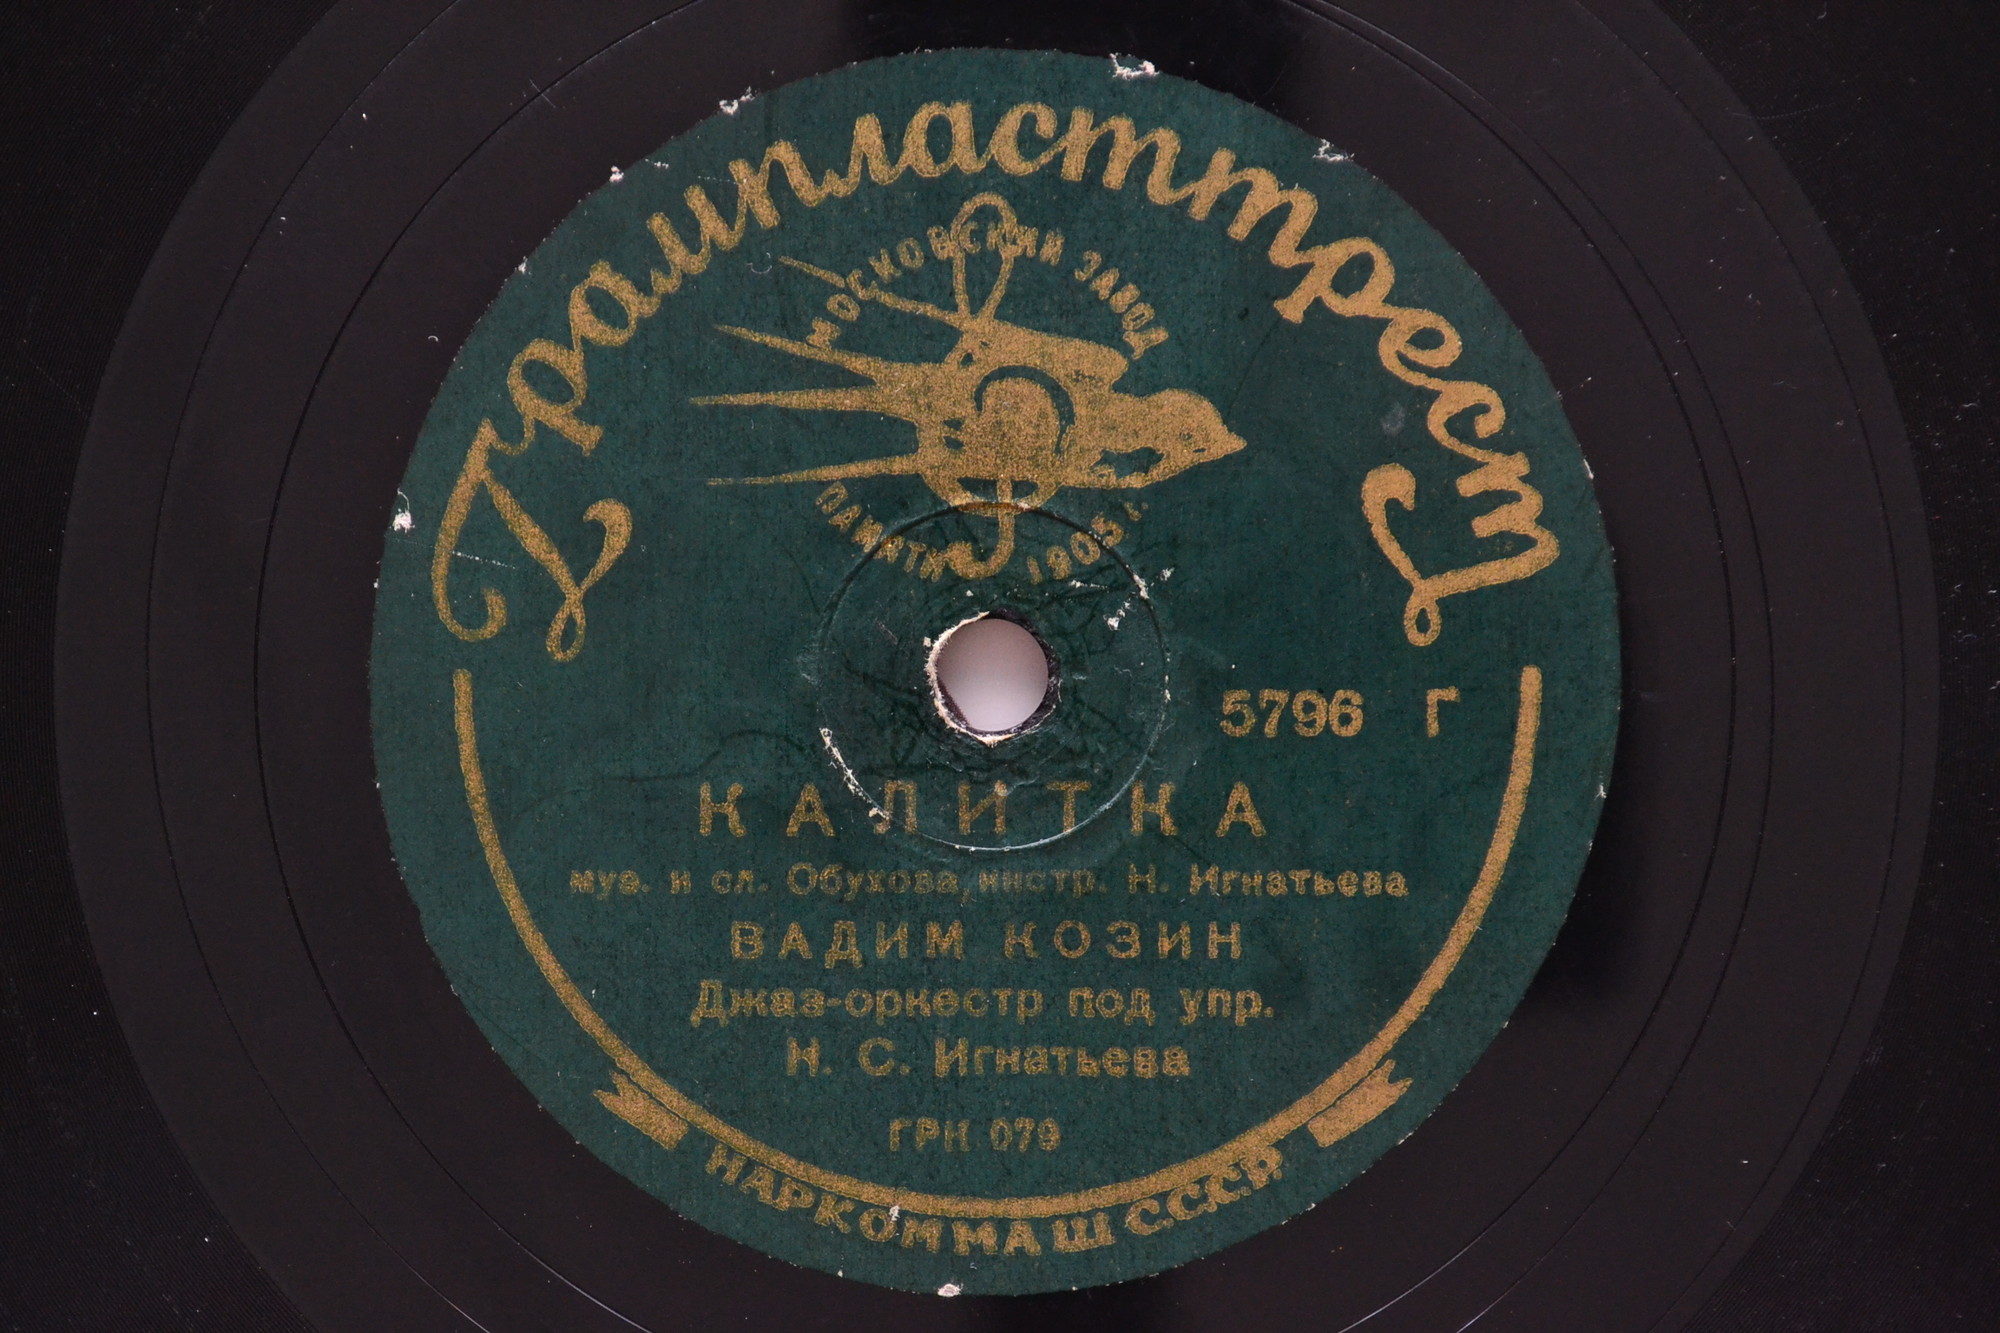 Грампласттрест
МОСКОВСКИЙ ЗАВОД
ПАМЯТИ 1905 г.
5796 Г
КАЛИТКА
муз. и сл. Обухова, инстр. Н. Игнатьева
ВАДИМ КОЗИН
Джаз-оркестр под упр.
Н. С. Игнатьева
ГРК 079
НАРКОММАШ С.С.С.Р.